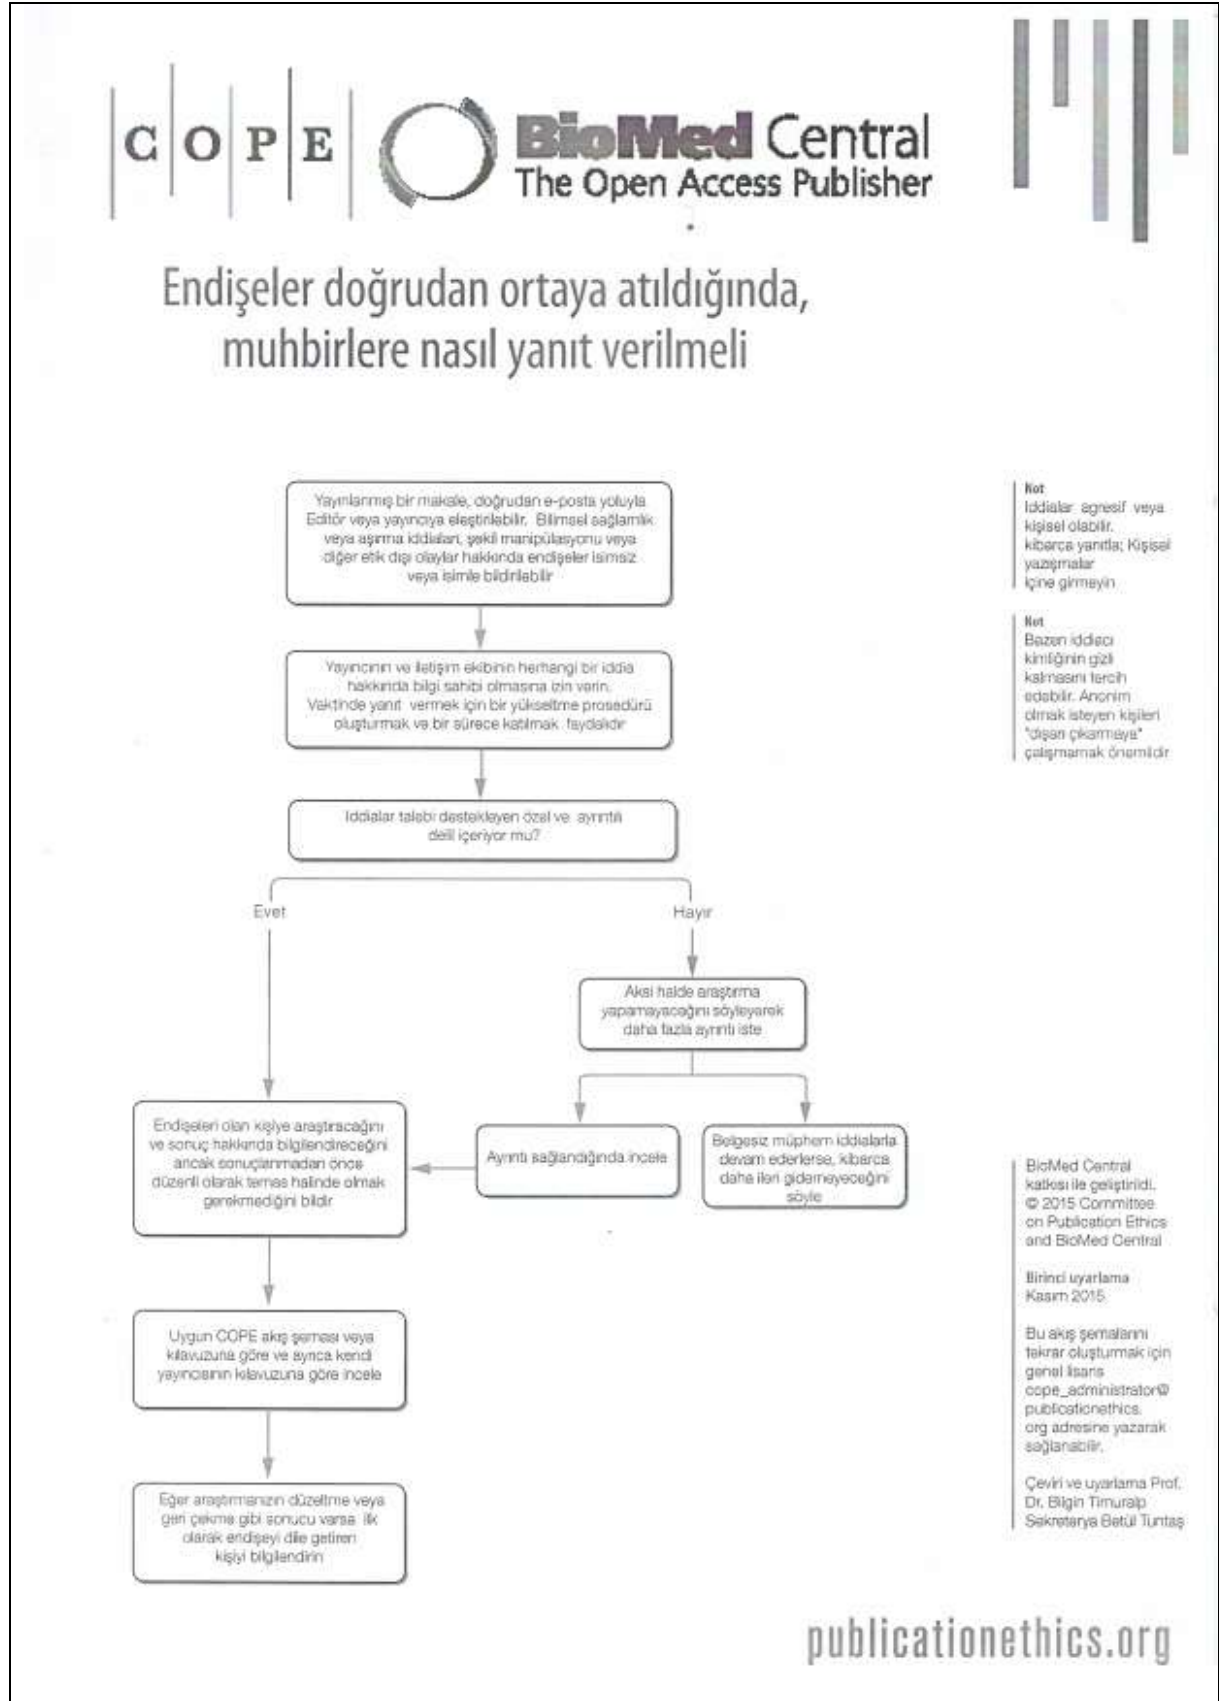 COPE
BioMed Central
The Open Access Publisher
Endişeler doğrudan ortaya atıldığında,
muhbirlere nasıl yanıt verilmeli
Yayınlanmış bir makale, doğrudan e-posta yoluyla
Editör veya yayıncıya eleştirilebilir. Bilimsel sağlamlık
veya aşırma iddiaları, şekil manipülasyonu veya
diğer etik dışı olaylar hakkında endişeler isimsiz
veya isimle bildirilebilir
Yayıncının ve iletişim ekibinin herhangi bir iddia
hakkında bilgi sahibi olmasına izin verin.
Vaktinde yanıt vermek için bir yükseltme prosedürü
oluşturmak ve bir sürece katılmak faydalıdır
Iddialar talebi destekleyen özel ve ayrıntılı
delil içeriyor mu?
Evet
Hayır
Aksi halde araştırma
yapamayacağını söyleyerek
daha fazla ayrıntı iste
Endişeleri olan kişiye araştıracağını
ve sonuç hakkında bilgilendireceğini
ancak sonuçlanmadan önce
düzenli olarak temas halinde olmak
gerekmediğini bildir
Ayrıntı sağlandığında incele
Belgesiz müphem iddialarla
devam ederlerse, kibarca
daha ileri gidemeyeceğini
söyle
Uygun COPE akış şeması veya
kılavuzuna göre ve ayrıca kendi
yayıncısının kılavuzuna göre incele
Eğer araştırmanızın düzeltme veya
geri çekme gibi sonucu varsa ilk
olarak endişeyi dile getiren
kişiyi bilgilendirin
Not
Iddialar agresif veya
kişisel olabilir.
kibarca yanıtla; Kişisel
yazışmalar
içine girmeyin
Not
Bazen iddiacı
kimliğinin gizli
kalmasını tercih
edebilir. Anonim
olmak isteyen kişileri
"dışarı çıkarmaya"
çalışmamak önemlidir
BioMed Central
katkısı ile geliştirildi.
© 2015 Committee
on Publication Ethics
and BioMed Central
Birinci uyarlama
Kasım 2015
Bu akış şemalarını
tekrar oluşturmak için
genel lisans
cope_administrator@
publicationethics.
org adresine yazarak
sağlanabilir.
Çeviri ve uyarlama Prof.
Dr. Bilgin Timuralp
Sekreterya Betül Tuntaş
publicationethics.org